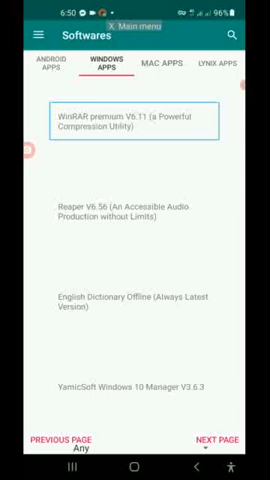 6:50
96%
X Main menu
Softwares
ANDROID APPS
WINDOWS APPS
MAC APPS
LYNIX APPS
WinRAR premium V6.11 (a Powerful
Compression Utility)
Reaper V6.56 (An Accessible Audio
Production without Limits)
English Dictionary Offline (Always Latest
Version)
YamicSoft Windows 10 Manager V3.6.3
PREVIOUS PAGE
NEXT PAGE
Any